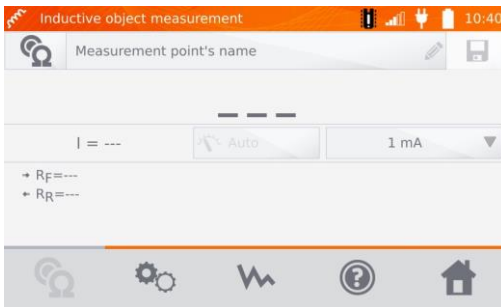 Inductive object measurement 10:40
Measurement point's name
— — —
I = --- Auto 1 mA
→ RF=---
← RR=---